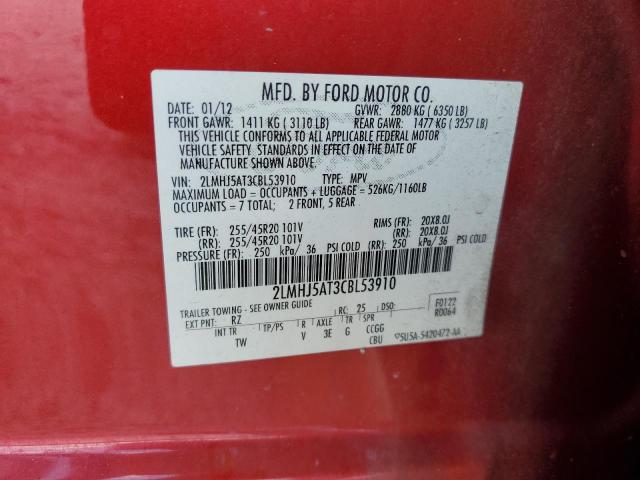 MFD. BY FORD MOTOR CO.
DATE: 01/12 GVWR: 2880 KG ( 6350 LB)
FRONT GAWR: 1411 KG ( 3110 LB) REAR GAWR: 1477 KG ( 3257 LB)
THIS VEHICLE CONFORMS TO ALL APPLICABLE FEDERAL MOTOR
VEHICLE SAFETY. STANDARDS IN EFFECT ON THE DATE OF
MANUFACTURE SHOWN ABOVE.
VIN: 2LMHJ5AT3CBL53910 TYPE: MPV
MAXIMUM LOAD = OCCUPANTS + LUGGAGE = 526KG/1160LB
OCCUPANTS = 7 TOTAL; 2 FRONT, 5 REAR
TIRE (FR): 255/45R20 101V RIMS (FR): 20X8.0J
(RR): 255/45R20 101V (RR): 20X8.0J
PRESSURE (FR): 250 kPa/ 36 PSI COLD (RR): 250 kPa/ 36 PSI COLD
2LMHJ5AT3CBL53910
TRAILER TOWING - SEE OWNER GUIDE
EXT PNT: RZ RC: 25 DSO: F0122
R0064
INT TR TP/PS R AXLE TR SPR
TW V 3E G CCGG
CBU 5U5A-5420472-AA